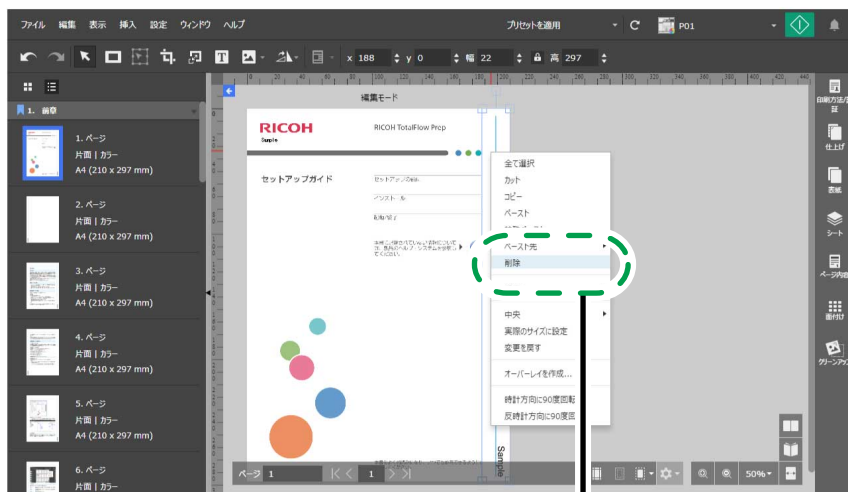 ファイル 編集 表示 挿入 設定 ウィンドウ ヘルプ
プリセットを適用
P01
x 188 y 0 幅 22 高 297
編集モード
1. 前章
1. ページ
片面 | カラー
A4 (210 x 297 mm)
2. ページ
片面 | カラー
A4 (210 x 297 mm)
3. ページ
片面 | カラー
A4 (210 x 297 mm)
4. ページ
片面 | カラー
A4 (210 x 297 mm)
5. ページ
片面 | カラー
A4 (210 x 297 mm)
6. ページ
片面 | カラー
RICOH
Sample
RICOH TotalFlow Prep
セットアップガイド
全て選択
カット
コピー
ペースト
ペースト先
削除
中央
実際のサイズに設定
変更を戻す
オーバーレイを作成...
時計方向に90度回転
反時計方向に90度回
Sample
仕上げ
表紙
シート
ページ内容
面付け
ページ 1
1
50%